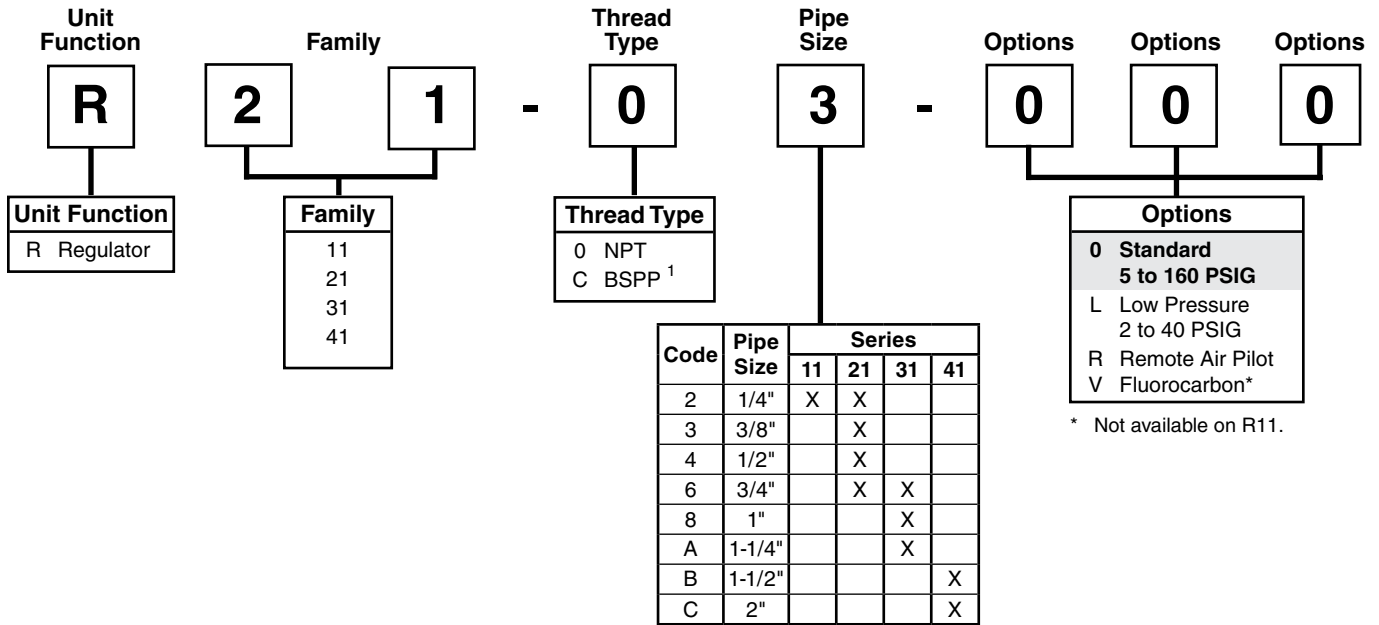 Unit Function Family Thread Type Pipe Size Options Options Options
R 2 1 - 0 3 - 0 0 0
Unit Function
R Regulator
Family
11
21
31
41
Thread Type
0 NPT
C BSPP 1
Options
0 Standard
5 to 160 PSIG
L Low Pressure
2 to 40 PSIG
R Remote Air Pilot
V Fluorocarbon*
* Not available on R11.
Code Pipe Size Series
11 21 31 41
2 1/4" X X
3 3/8" X
4 1/2" X
6 3/4" X X
8 1" X
A 1-1/4" X
B 1-1/2" X
C 2" X